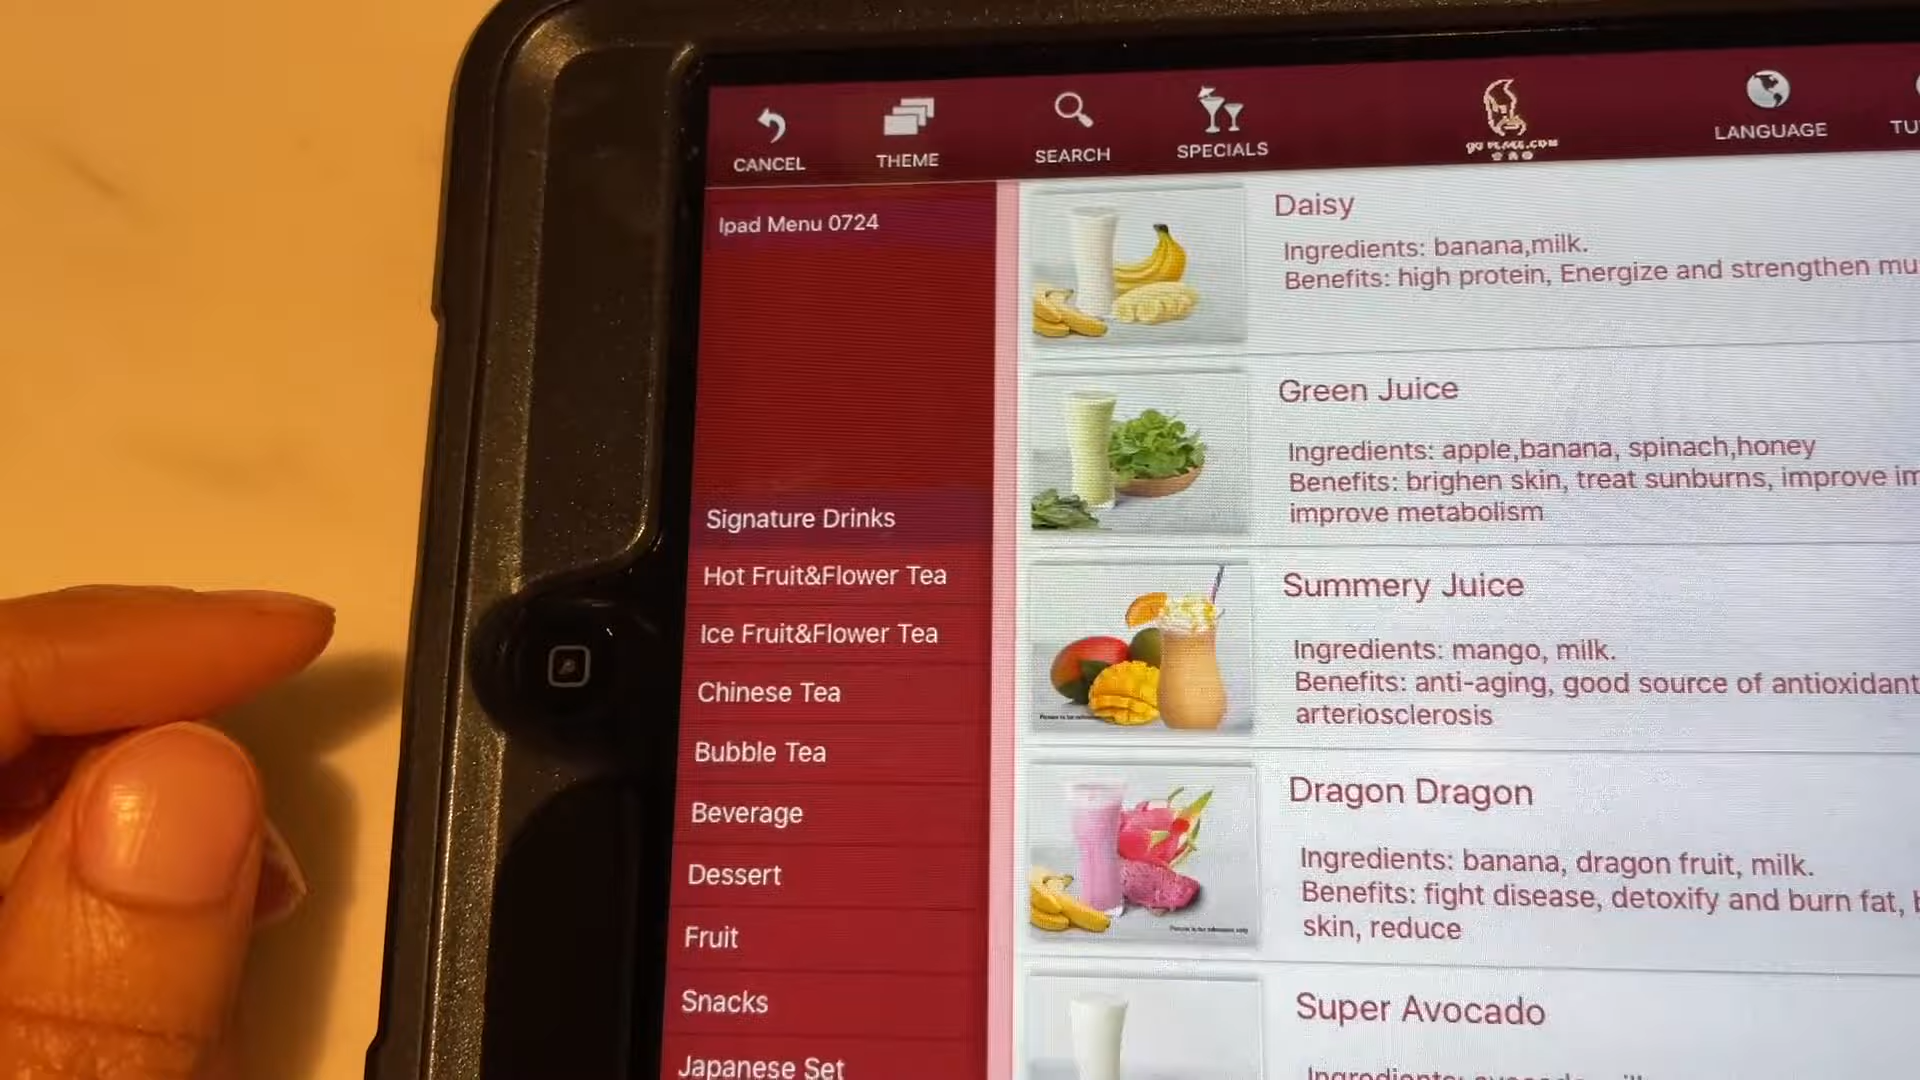 CANCEL
THEME
SEARCH
SPECIALS
LANGUAGE
Ipad Menu 0724
Signature Drinks
Hot Fruit&Flower Tea
Ice Fruit&Flower Tea
Chinese Tea
Bubble Tea
Beverage
Dessert
Fruit
Snacks
Japanese Set
Daisy
Ingredients: banana,milk.
Benefits: high protein, Energize and strengthen mu
Green Juice
Ingredients: apple,banana, spinach,honey
Benefits: brighen skin, treat sunburns, improve im
improve metabolism
Summery Juice
Ingredients: mango, milk.
Benefits: anti-aging, good source of antioxidant
arteriosclerosis
Dragon Dragon
Ingredients: banana, dragon fruit, milk.
Benefits: fight disease, detoxify and burn fat, b
skin, reduce
Super Avocado